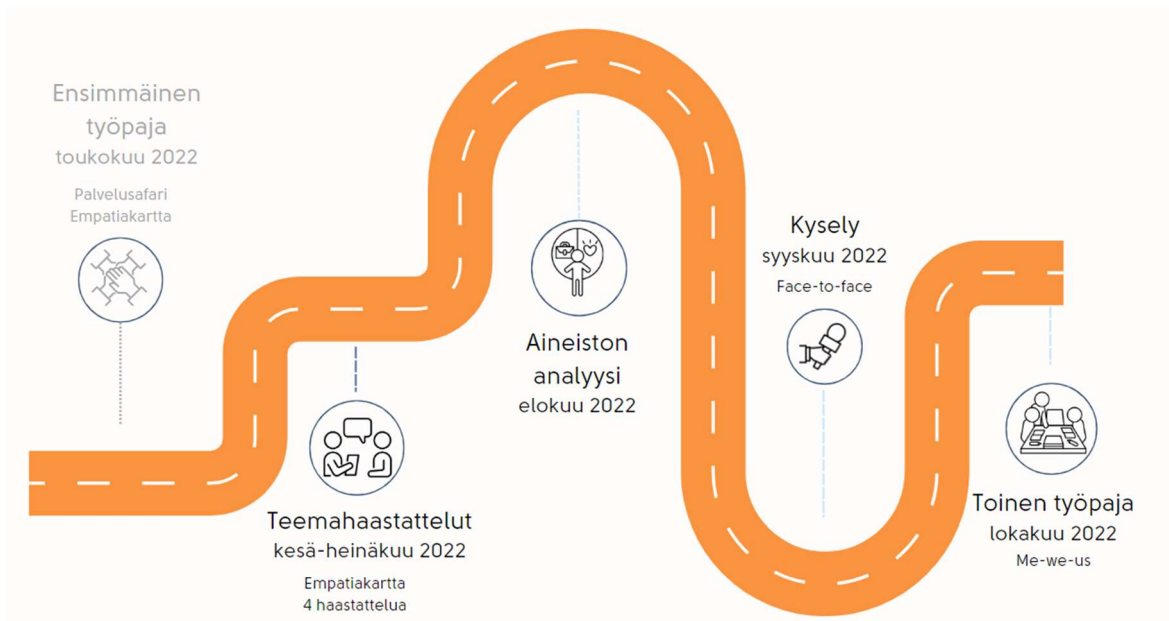 Ensimmäinen
työpaja
toukokuu 2022
Palvelusafari
Empatiakartta
Teemahaastattelut
kesä-heinäkuu 2022
Empatiakartta
4 haastattelua
Aineiston
analyysi
elokuu 2022
Kysely
syyskuu 2022
Face-to-face
Toinen työpaja
lokakuu 2022
Me-we-us